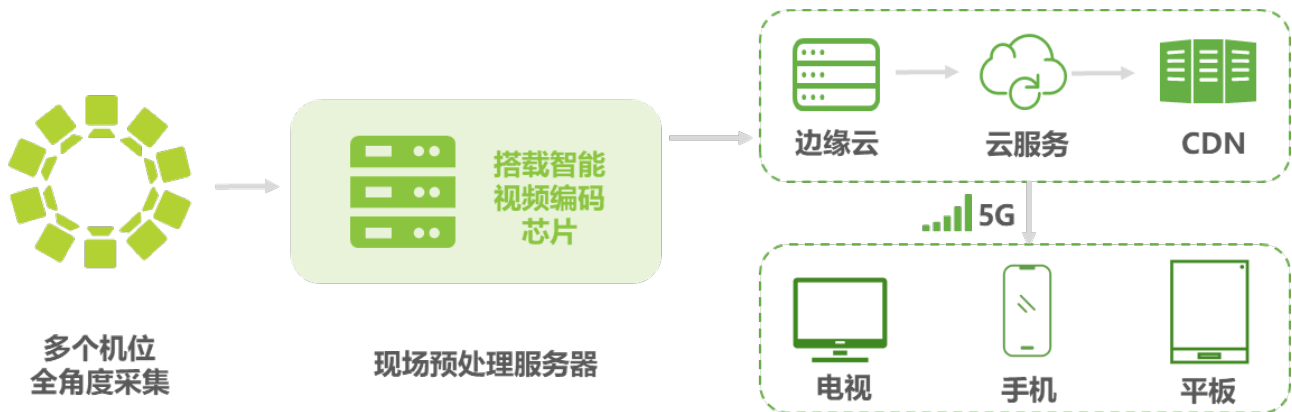 多个机位
全角度采集
搭载智能
视频编码
芯片
现场预处理服务器
边缘云
云服务
CDN
5G
电视
手机
平板